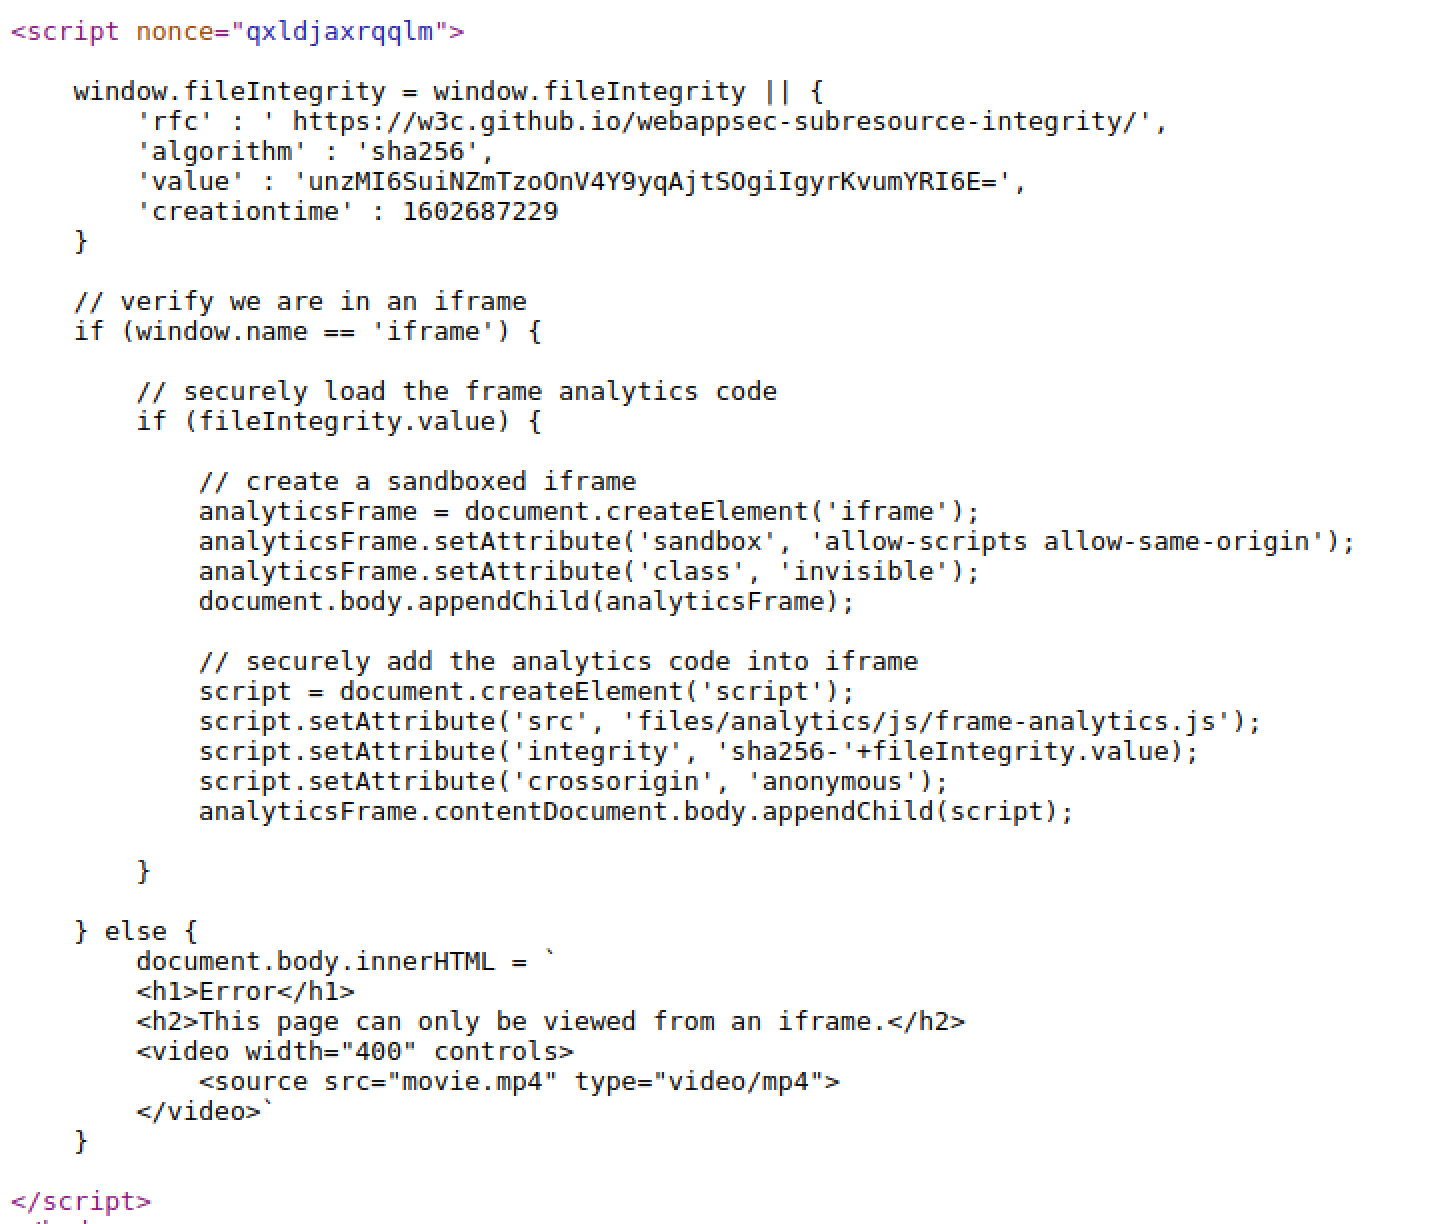 <script nonce="qxldjaxrqqlm">
window.fileIntegrity = window.fileIntegrity || {
'rfc' : ' https://w3c.github.io/webappsec-subresource-integrity/',
'algorithm' : 'sha256',
'value' : 'unzMI6SuiNZmTzoOnV4Y9yqAjtSOgiIgyrKvumYRI6E=',
'creationtime' : 1602687229
}
// verify we are in an iframe
if (window.name == 'iframe') {
// securely load the frame analytics code
if (fileIntegrity.value) {
// create a sandboxed iframe
analyticsFrame = document.createElement('iframe');
analyticsFrame.setAttribute('sandbox', 'allow-scripts allow-same-origin');
analyticsFrame.setAttribute('class', 'invisible');
document.body.appendChild(analyticsFrame);
// securely add the analytics code into iframe
script = document.createElement('script');
script.setAttribute('src', 'files/analytics/js/frame-analytics.js');
script.setAttribute('integrity', 'sha256-'+fileIntegrity.value);
script.setAttribute('crossorigin', 'anonymous');
analyticsFrame.contentDocument.body.appendChild(script);
}
} else {
document.body.innerHTML = `
<h1>Error</h1>
<h2>This page can only be viewed from an iframe.</h2>
<video width="400" controls>
<source src="movie.mp4" type="video/mp4">
</video>`
}
</script>